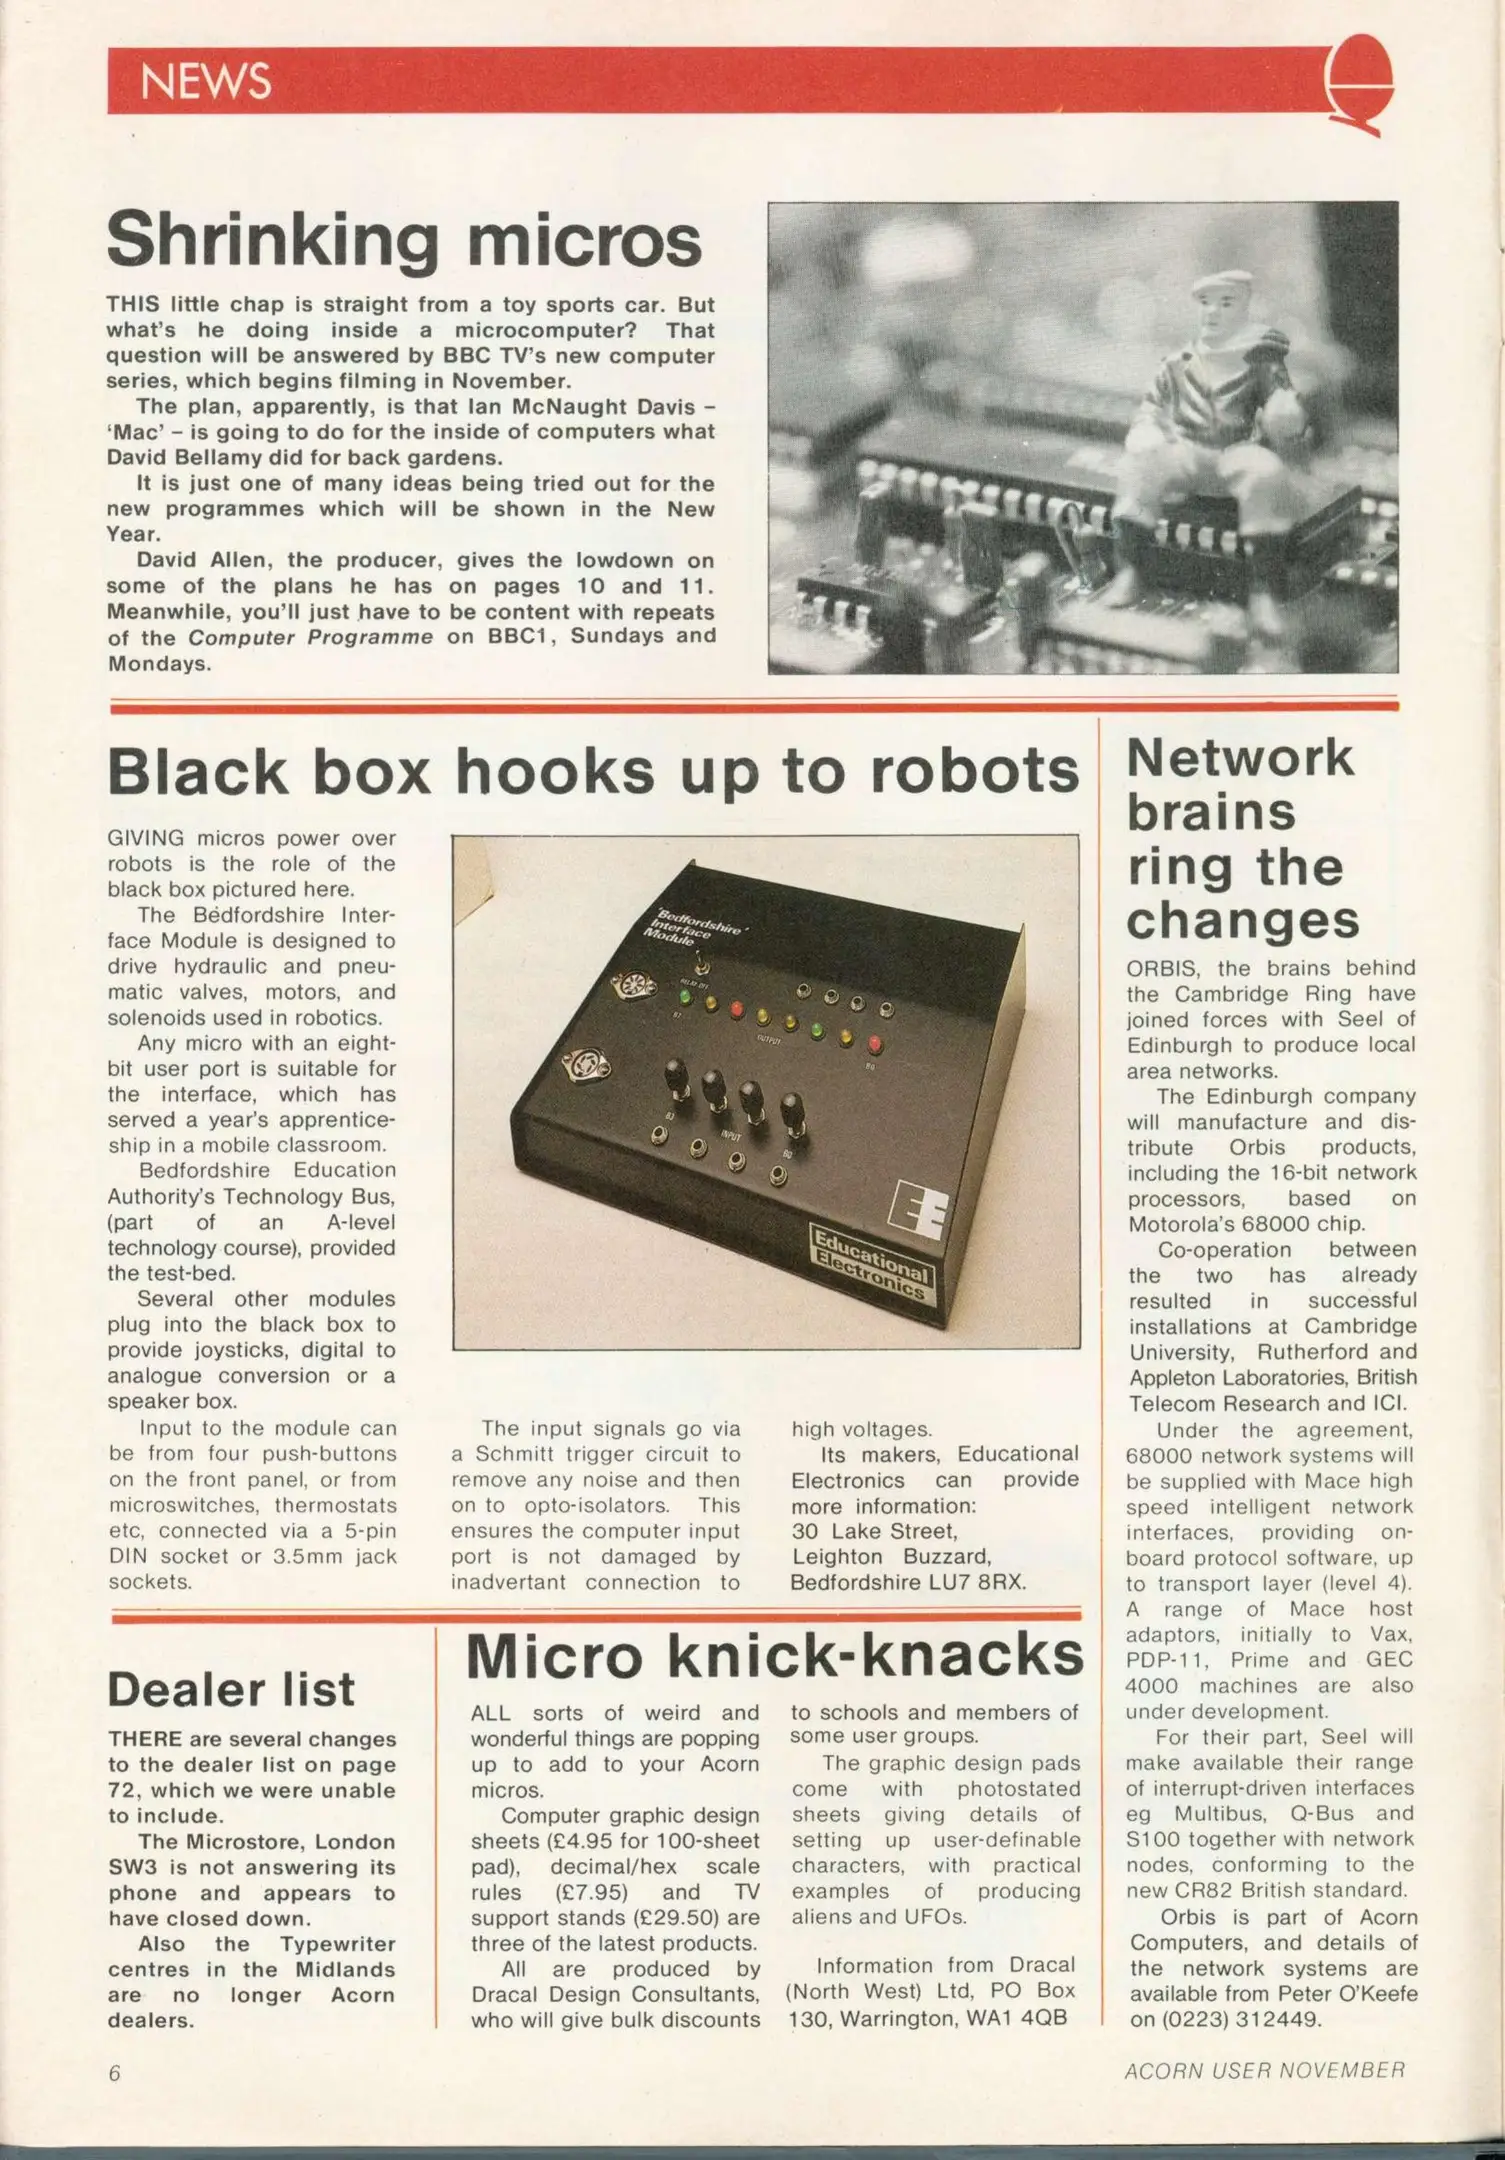 NEWS
Shrinking micros
THIS little chap is straight from a toy sports car. But
what's he doing inside a microcomputer? That
question will be answered by BBC TV's new computer
series, which begins filming in November.
The plan, apparently, is that Ian McNaught Davis –
'Mac' – is going to do for the inside of computers what
David Bellamy did for back gardens.
It is just one of many ideas being tried out for the
new programmes which will be shown in the New
Year.
David Allen, the producer, gives the lowdown on
some of the plans he has on pages 10 and 11.
Meanwhile, you'll just have to be content with repeats
of the Computer Programme on BBC1, Sundays and
Mondays.
Black box hooks up to robots
GIVING micros power over
robots is the role of the
black box pictured here.
The Bedfordshire Inter-
face Module is designed to
drive hydraulic and pneu-
matic valves, motors, and
solenoids used in robotics.
Any micro with an eight-
bit user port is suitable for
the interface, which has
served a year's apprentice-
ship in a mobile classroom.
Bedfordshire Education
Authority's Technology Bus,
(part of an A-level
technology course), provided
the test-bed.
Several other modules
plug into the black box to
provide joysticks, digital to
analogue conversion or a
speaker box.
Input to the module can
be from four push-buttons
on the front panel, or from
microswitches, thermostats
etc, connected via a 5-pin
DIN socket or 3.5mm jack
sockets.
'Bedfordshire'
Interface
Module
RELAY OFF
B7
OUTPUT
B0
B3
INPUT
B0
EE
Educational
Electronics
The input signals go via
a Schmitt trigger circuit to
remove any noise and then
on to opto-isolators. This
ensures the computer input
port is not damaged by
inadvertant connection to
high voltages.
Its makers, Educational
Electronics can provide
more information:
30 Lake Street,
Leighton Buzzard,
Bedfordshire LU7 8RX.
Network
brains
ring the
changes
ORBIS, the brains behind
the Cambridge Ring have
joined forces with Seel of
Edinburgh to produce local
area networks.
The Edinburgh company
will manufacture and dis-
tribute Orbis products,
including the 16-bit network
processors, based on
Motorola's 68000 chip.
Co-operation between
the two has already
resulted in successful
installations at Cambridge
University, Rutherford and
Appleton Laboratories, British
Telecom Research and ICI.
Under the agreement,
68000 network systems will
be supplied with Mace high
speed intelligent network
interfaces, providing on-
board protocol software, up
to transport layer (level 4).
A range of Mace host
adaptors, initially to Vax,
PDP-11, Prime and GEC
4000 machines are also
under development.
For their part, Seel will
make available their range
of interrupt-driven interfaces
eg Multibus, Q-Bus and
S100 together with network
nodes, conforming to the
new CR82 British standard.
Orbis is part of Acorn
Computers, and details of
the network systems are
available from Peter O'Keefe
on (0223) 312449.
Dealer list
THERE are several changes
to the dealer list on page
72, which we were unable
to include.
The Microstore, London
SW3 is not answering its
phone and appears to
have closed down.
Also the Typewriter
centres in the Midlands
are no longer Acorn
dealers.
Micro knick-knacks
ALL sorts of weird and
wonderful things are popping
up to add to your Acorn
micros.
Computer graphic design
sheets (£4.95 for 100-sheet
pad), decimal/hex scale
rules (£7.95) and TV
support stands (£29.50) are
three of the latest products.
All are produced by
Dracal Design Consultants,
who will give bulk discounts
to schools and members of
some user groups.
The graphic design pads
come with photostated
sheets giving details of
setting up user-definable
characters, with practical
examples of producing
aliens and UFOs.
Information from Dracal
(North West) Ltd, PO Box
130, Warrington, WA1 4QB
6
ACORN USER NOVEMBER